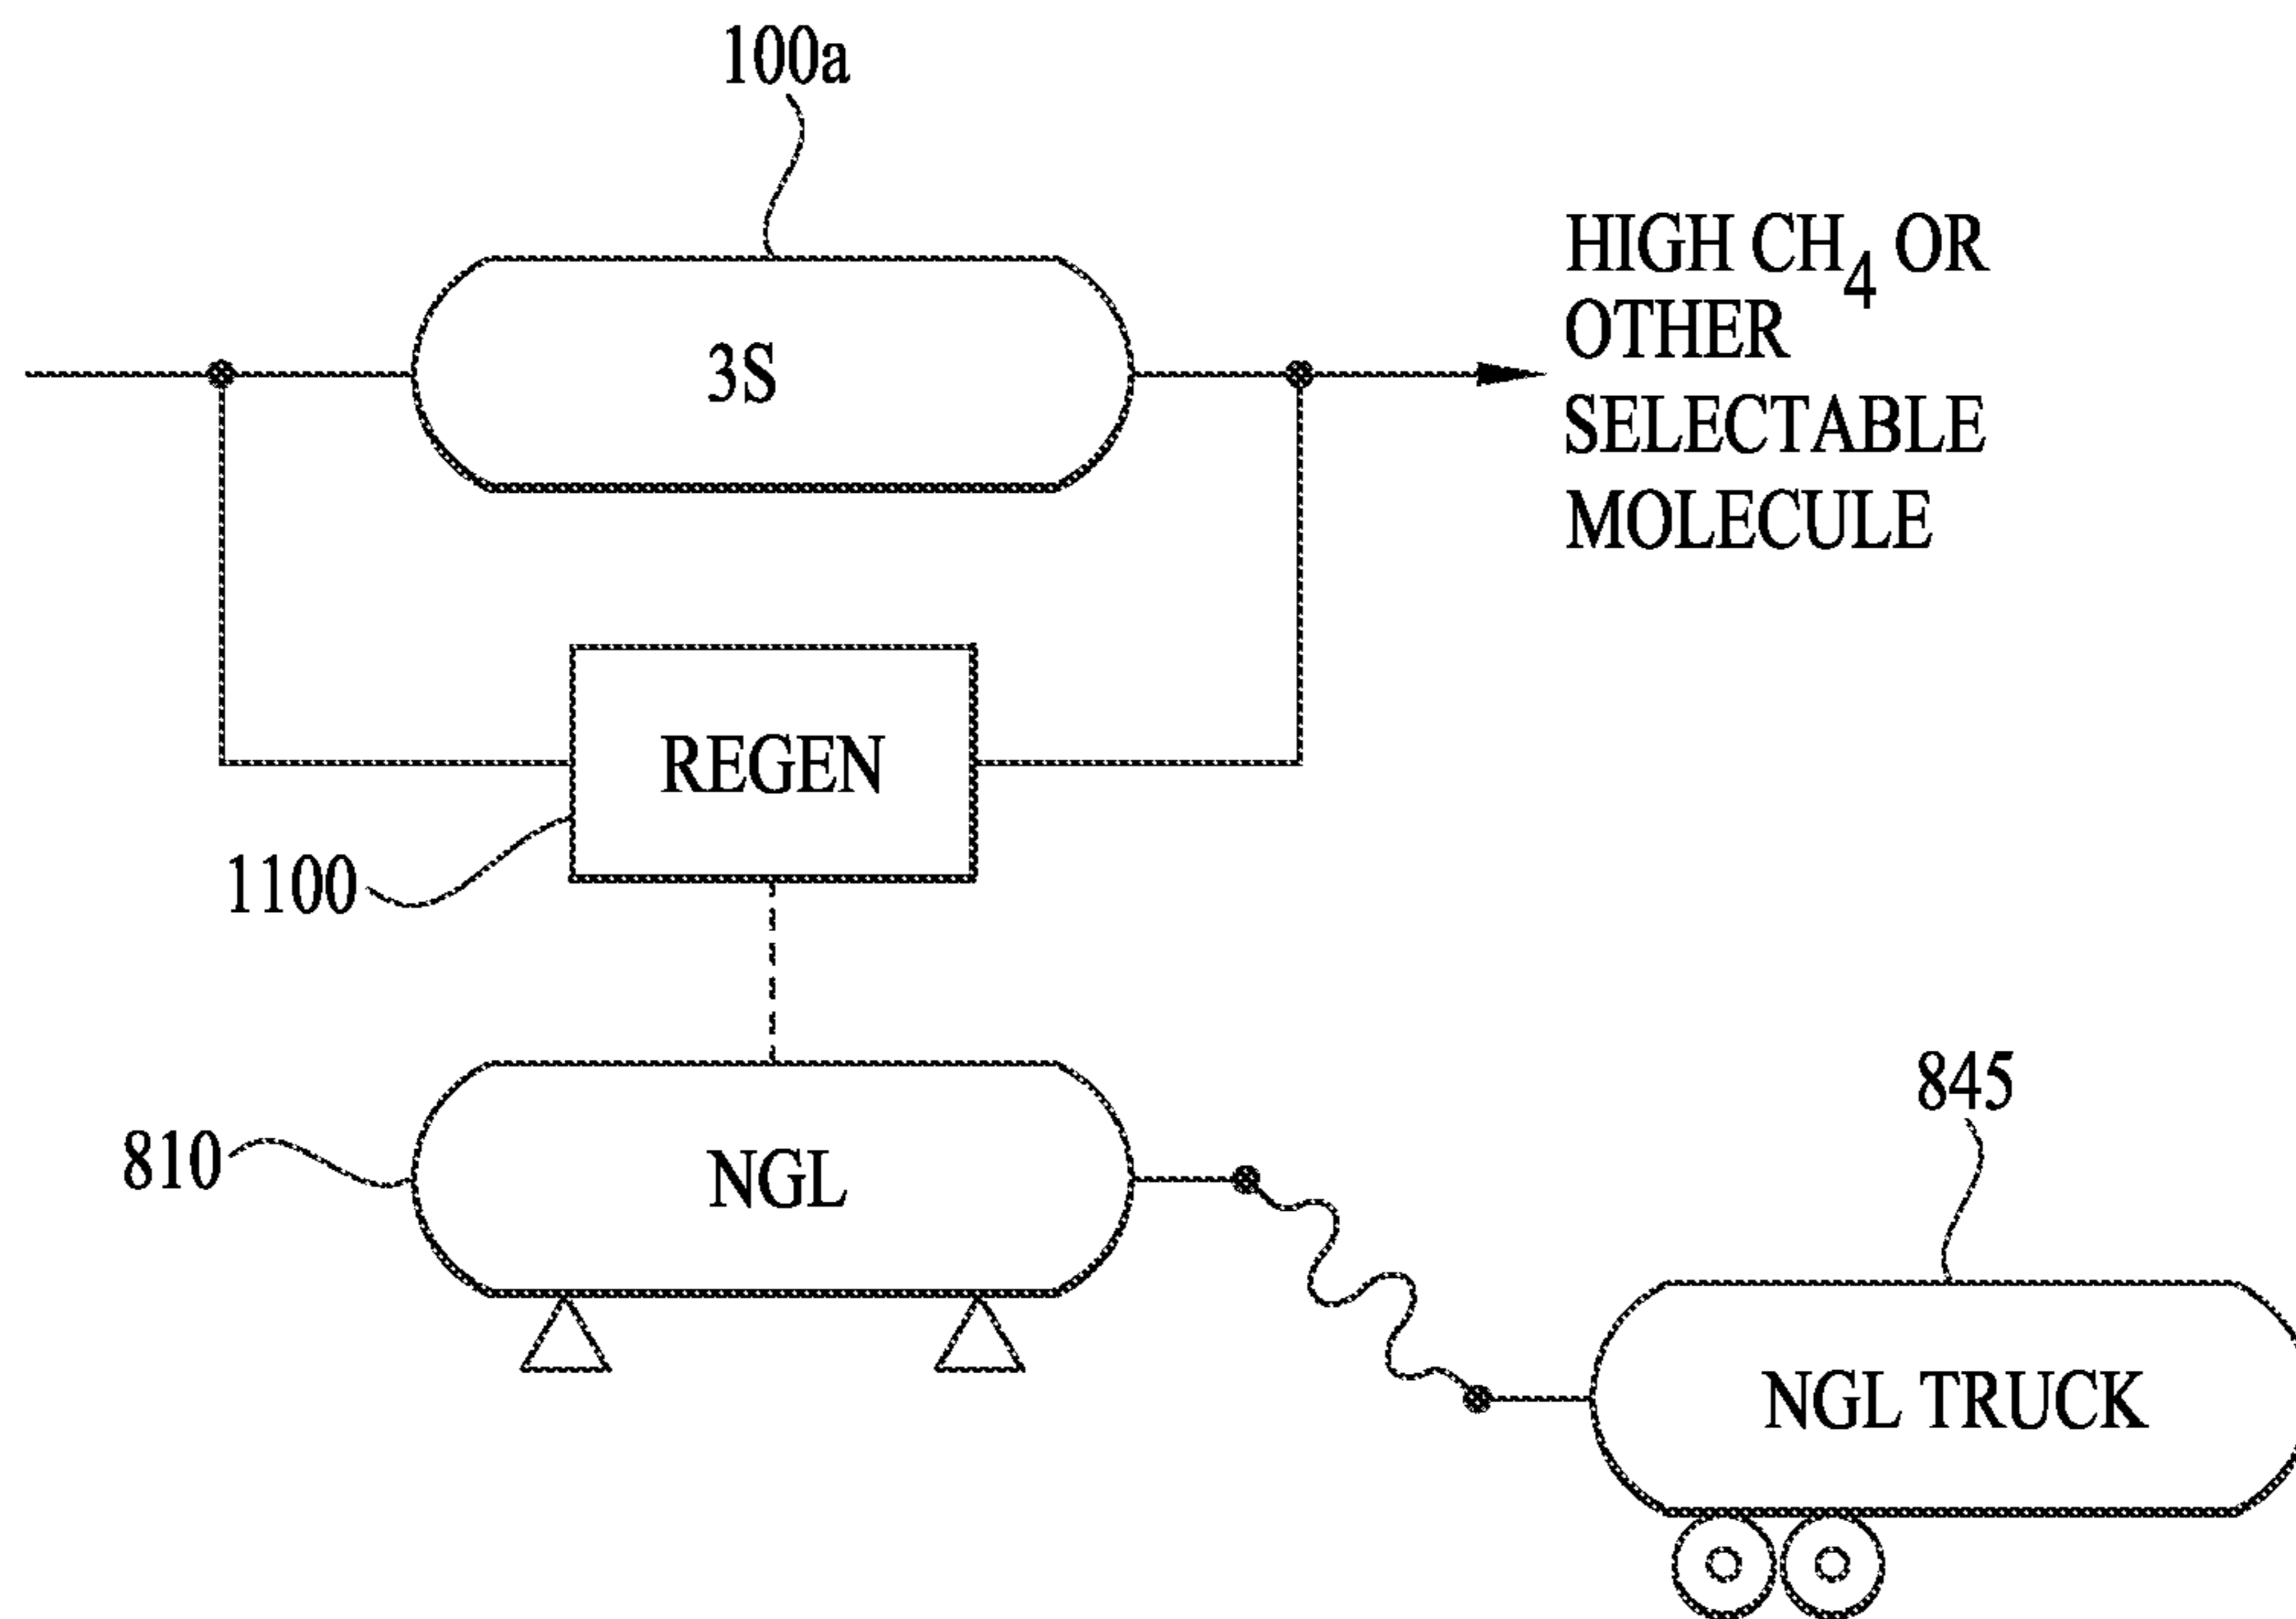 100a
3S
HIGH CH₄ OR
OTHER
SELECTABLE
MOLECULE
REGEN
1100
810
NGL
845
NGL TRUCK